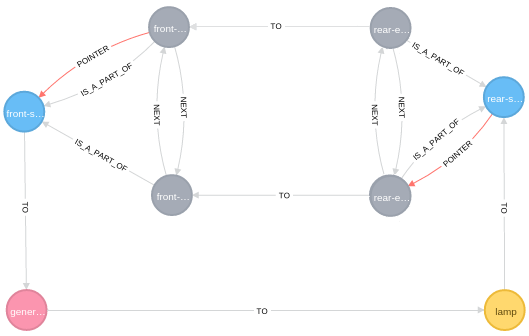 front-...
TO
rear-e...
POINTER
IS_A_PART_OF
IS_A_PART_OF
front-s...
NEXT
NEXT
NEXT
NEXT
rear-s...
IS_A_PART_OF
IS_A_PART_OF
POINTER
front-...
TO
rear-e...
TO
TO
gener...
TO
lamp